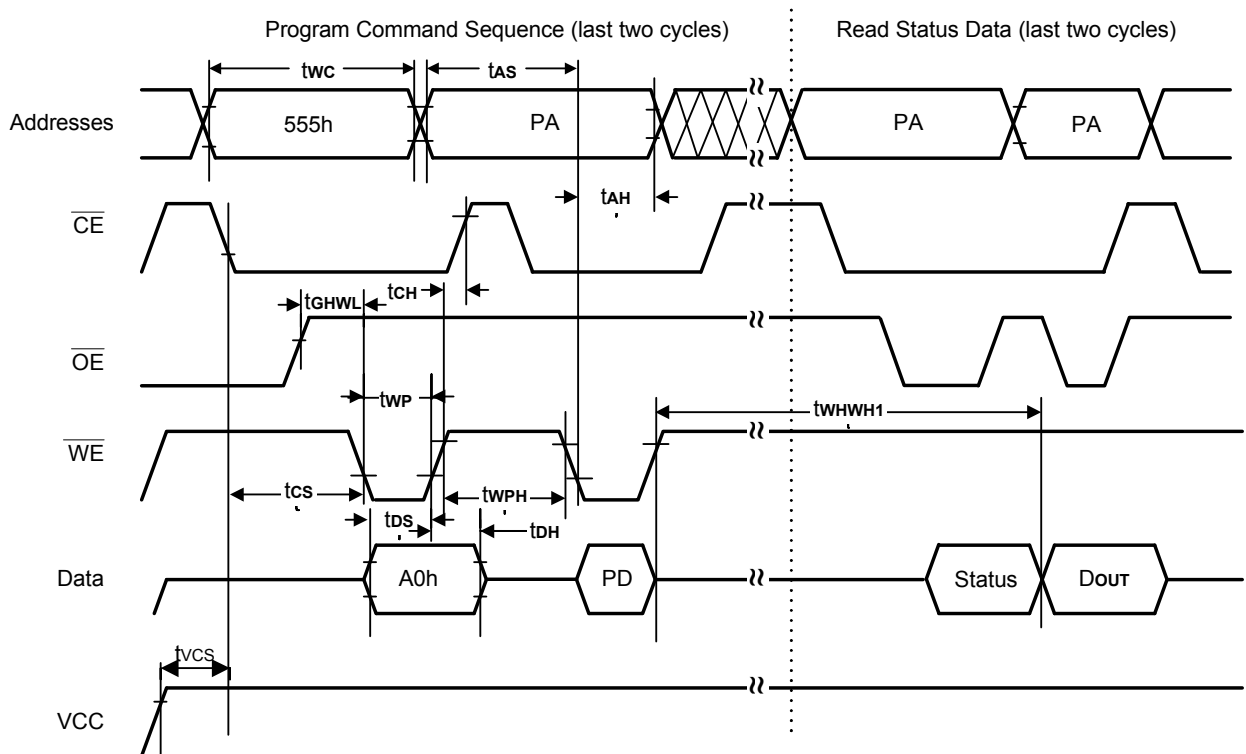 Program Command Sequence (last two cycles)
Read Status Data (last two cycles)
tWC
tAS
Addresses
555h
PA
PA
PA
tAH
CE
tGHWL
tCH
OE
tWP
tWHWH1
WE
tCS
tWPH
tDS
tDH
Data
A0h
PD
Status
DOUT
tVCS
VCC